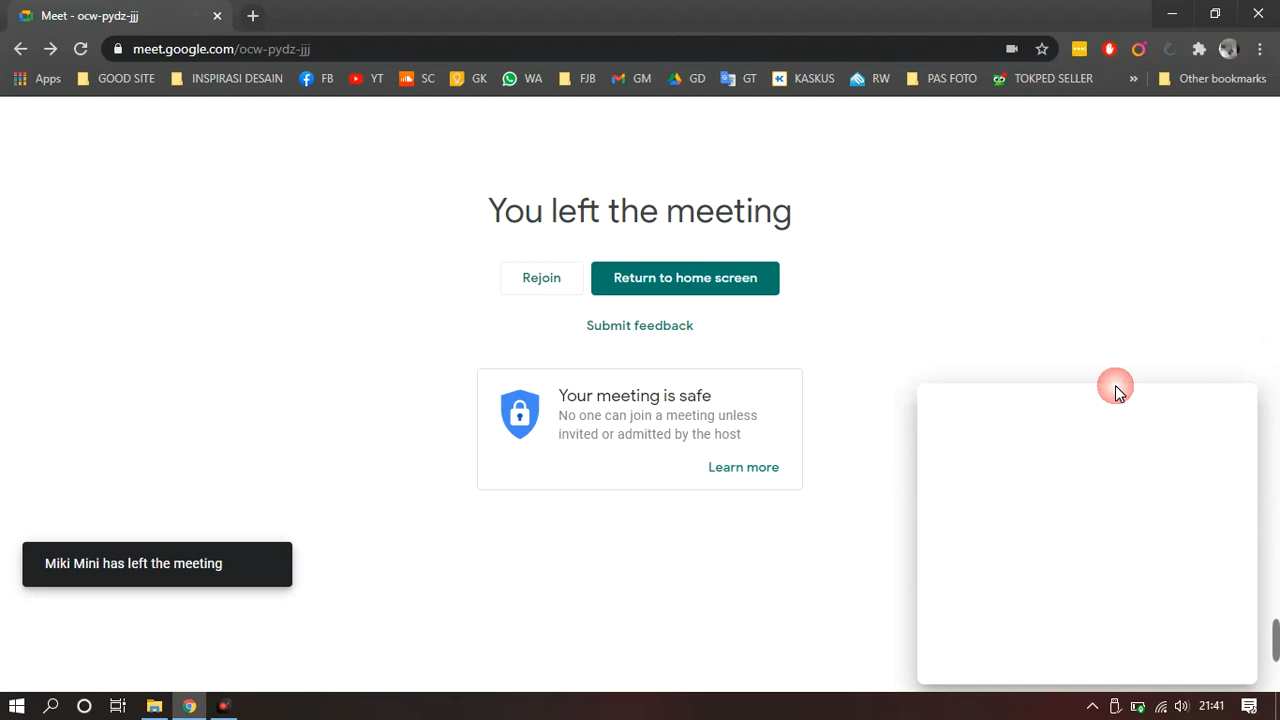 Meet - ocw-pydz-jjj
meet.google.com/ocw-pydz-jjj
Apps GOOD SITE INSPIRASI DESAIN FB YT SC GK WA FJB GM GD GT KASKUS RW PAS FOTO TOKPED SELLER » Other bookmarks
You left the meeting
Rejoin Return to home screen
Submit feedback
Your meeting is safe
No one can join a meeting unless
invited or admitted by the host
Learn more
Miki Mini has left the meeting
21:41